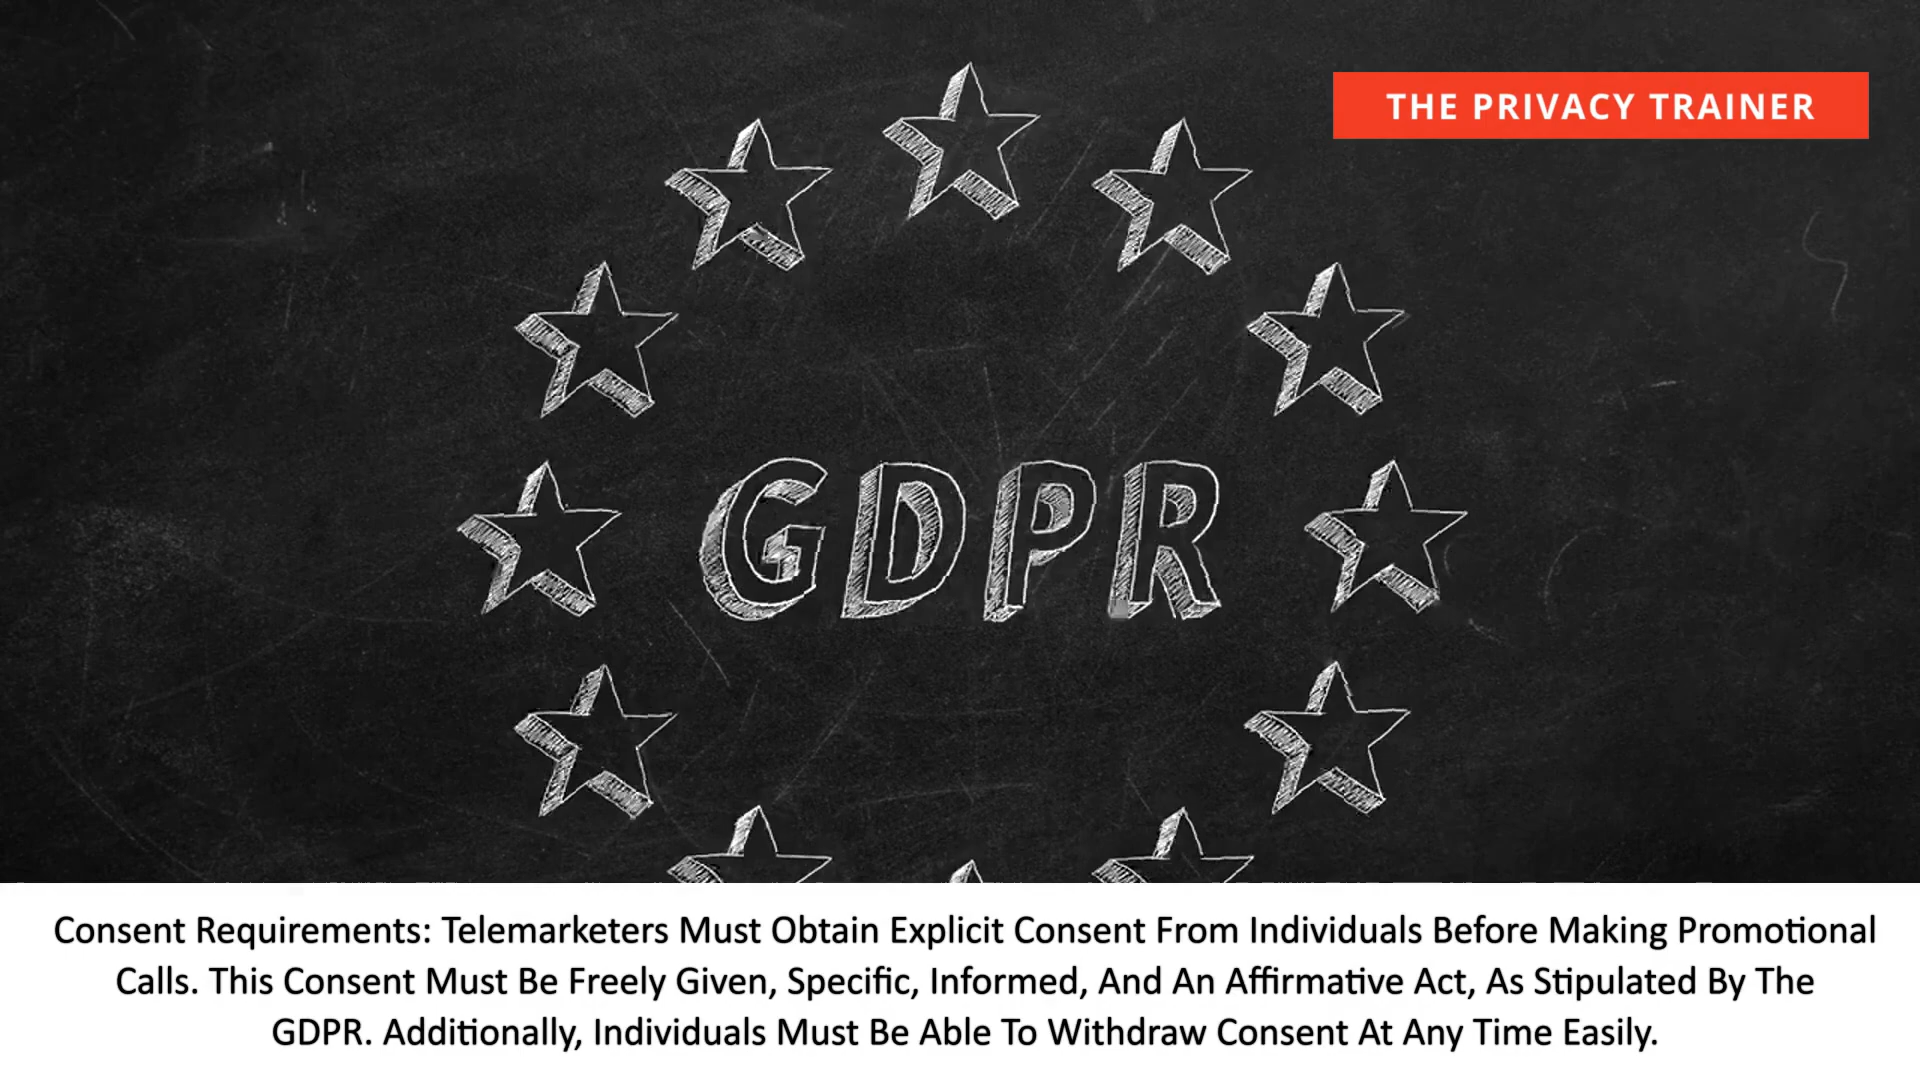 THE PRIVACY TRAINER
GDPR
Consent Requirements: Telemarketers Must Obtain Explicit Consent From Individuals Before Making Promotional
Calls. This Consent Must Be Freely Given, Specific, Informed, And An Affirmative Act, As Stipulated By The
GDPR. Additionally, Individuals Must Be Able To Withdraw Consent At Any Time Easily.